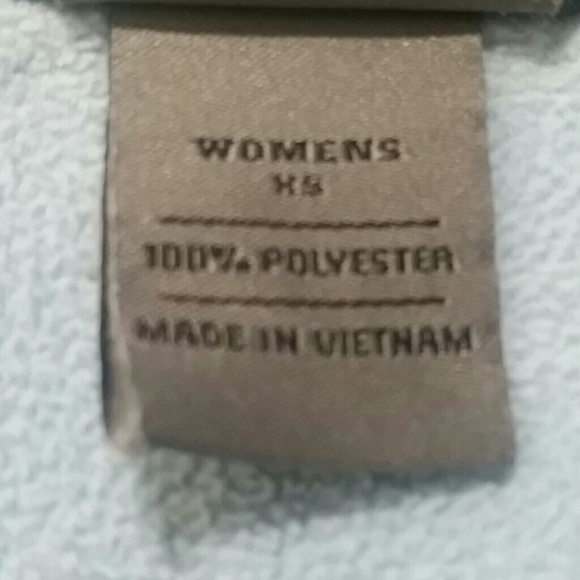 WOMENS
XS
100% POLYESTER
MADE IN VIETNAM